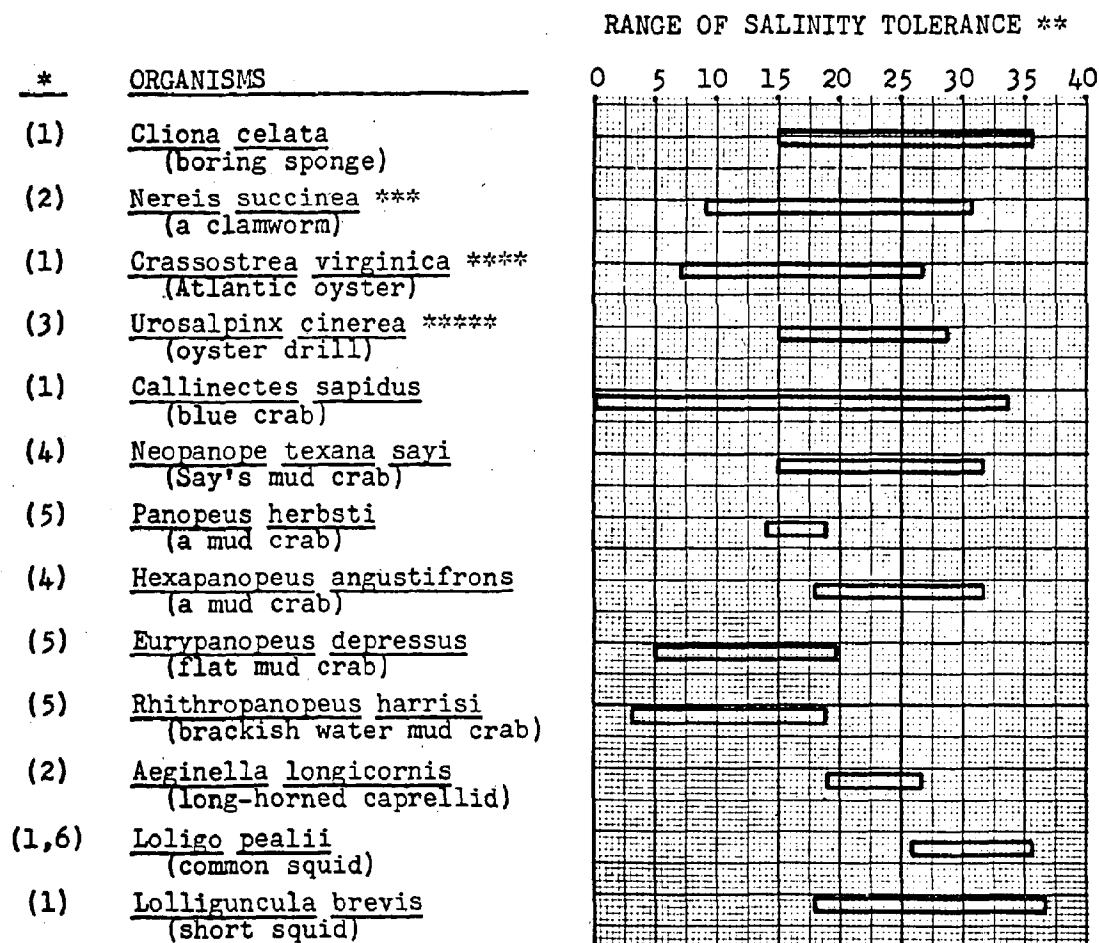 RANGE OF SALINITY TOLERANCE **
* ORGANISMS 0 5 10 15 20 25 30 35 40
(1) Cliona celata
(boring sponge)
(2) Nereis succinea ***
(a clamworm)
(1) Crassostrea virginica ****
(Atlantic oyster)
(3) Urosalpinx cinerea *****
(oyster drill)
(1) Callinectes sapidus
(blue crab)
(4) Neopanope texana sayi
(Say's mud crab)
(5) Panopeus herbsti
(a mud crab)
(4) Hexapanopeus angustifrons
(a mud crab)
(5) Eurypanopeus depressus
(flat mud crab)
(5) Rhithropanopeus harrisi
(brackish water mud crab)
(2) Aeginella longicornis
(long-horned caprellid)
(1,6) Loligo pealii
(common squid)
(1) Lolliguncula brevis
(short squid)